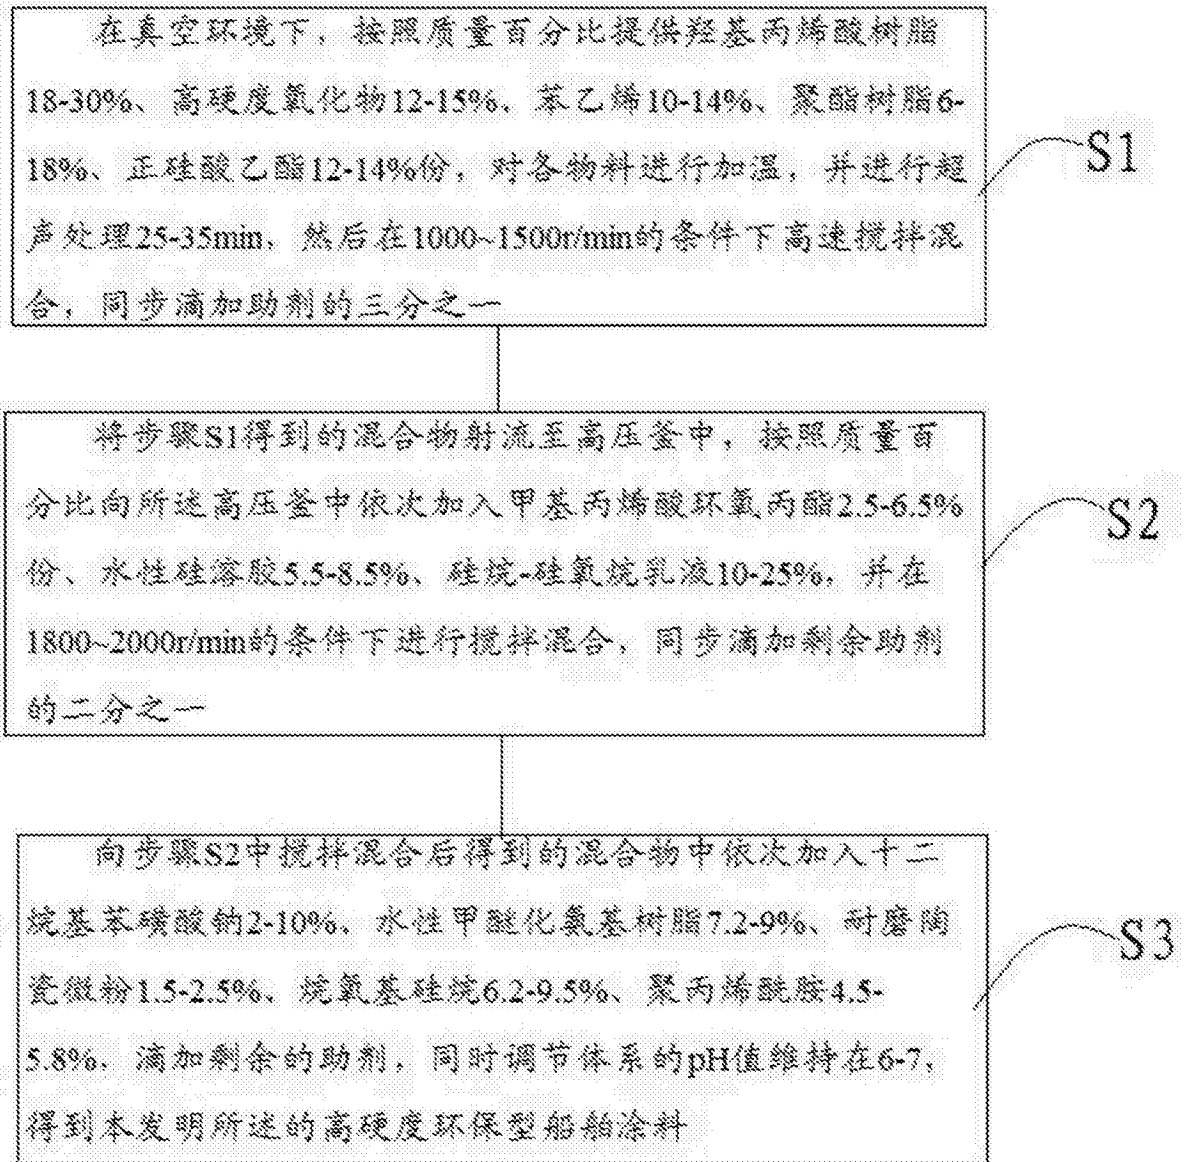 在真空环境下，按照质量百分比提供羟基丙烯酸树脂
18-30%、高硬度氧化物12-15%、苯乙烯10-14%、聚酯树脂6-
18%、正硅酸乙酯12-14%份，对各物料进行加温，并进行超
声处理25-35min，然后在1000~1500r/min的条件下高速搅拌混
合，同步滴加助剂的三分之一
S1
将步骤S1得到的混合物射流至高压釜中，按照质量百
分比向所述高压釜中依次加入甲基丙烯酸环氧丙酯2.5-6.5%
份、水性硅溶胶5.5-8.5%、硅烷-硅氧烷乳液10-25%，并在
1800~2000r/min的条件下进行搅拌混合，同步滴加剩余助剂
的二分之一
S2
向步骤S2中搅拌混合后得到的混合物中依次加入十二
烷基苯磺酸钠2-10%、水性甲醚化氨基树脂7.2-9%、耐磨陶
瓷微粉1.5-2.5%、烷氧基硅烷6.2-9.5%、聚丙烯酰胺4.5-
5.8%，滴加剩余的助剂，同时调节体系的pH值维持在6-7，
得到本发明所述的高硬度环保型船舶涂料
S3